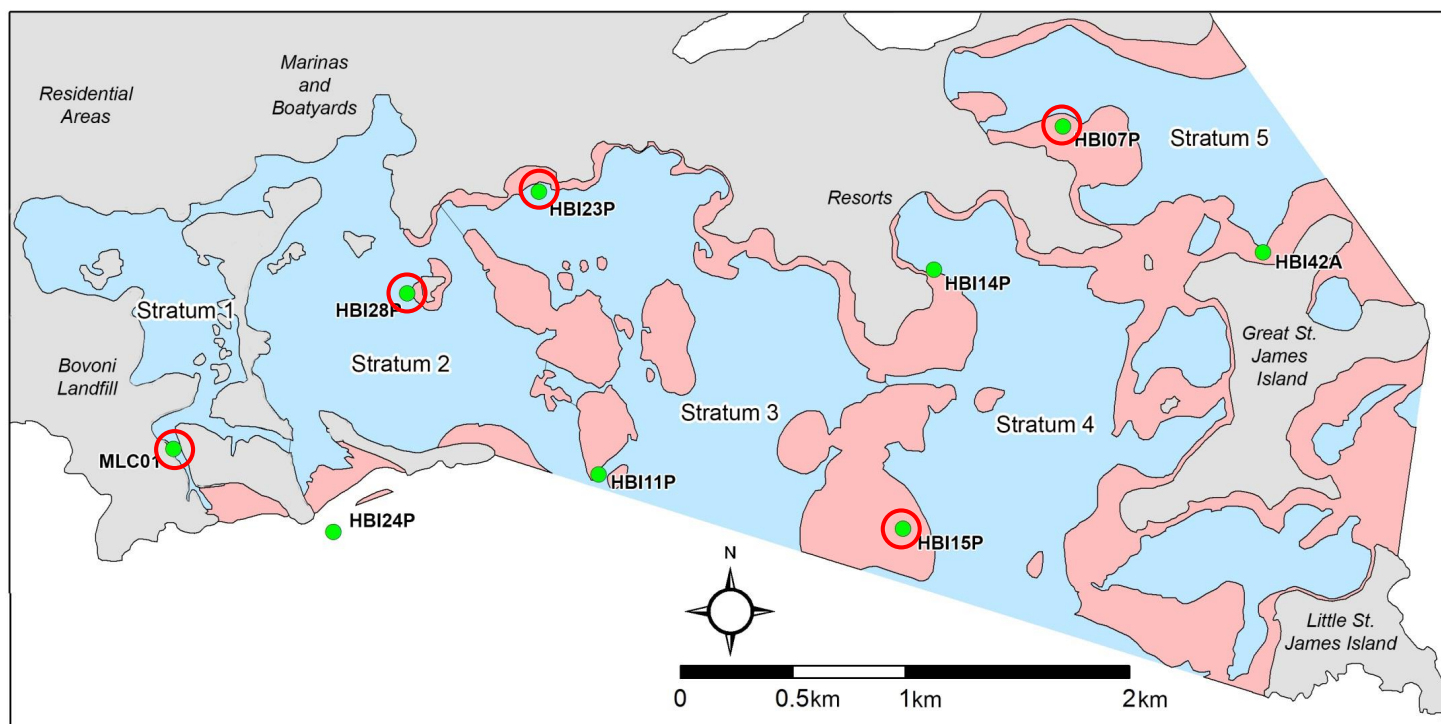 Marinas
and
Boatyards
Residential
Areas
HBI07P
Stratum 5
HBI23P
Resorts
HBI42A
HBI14P
HBI28P
Stratum 1
Stratum 2
Great St.
James
Island
Bovoni
Landfill
Stratum 3
Stratum 4
MLC01
HBI11P
HBI24P
HBI15P
N
Little St.
James Island
0 0.5km 1km 2km